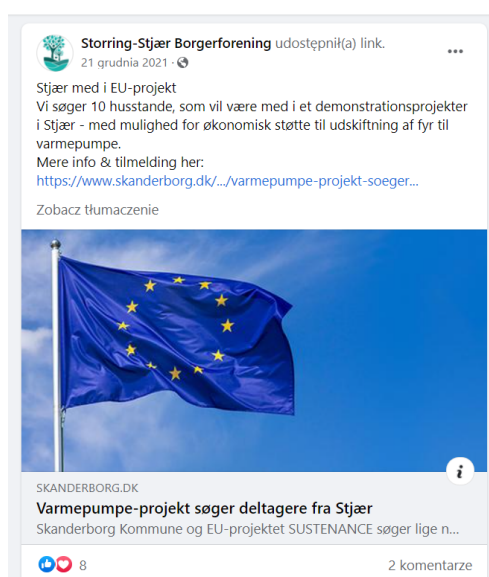 Storring-Stjær Borgerforening udostępnił(a) link.
21 grudnia 2021 ·
Stjær med i EU-projekt
Vi søger 10 husstande, som vil være med i et demonstrationsprojekter
i Stjær - med mulighed for økonomisk støtte til udskiftning af fyr til
varmepumpe.
Mere info & tilmelding her:
https://www.skanderborg.dk/.../varmepumpe-projekt-soeger...
Zobacz tłumaczenie
i
SKANDERBORG.DK
Varmepumpe-projekt søger deltagere fra Stjær
Skanderborg Kommune og EU-projektet SUSTENANCE søger lige n...
8 2 komentarze